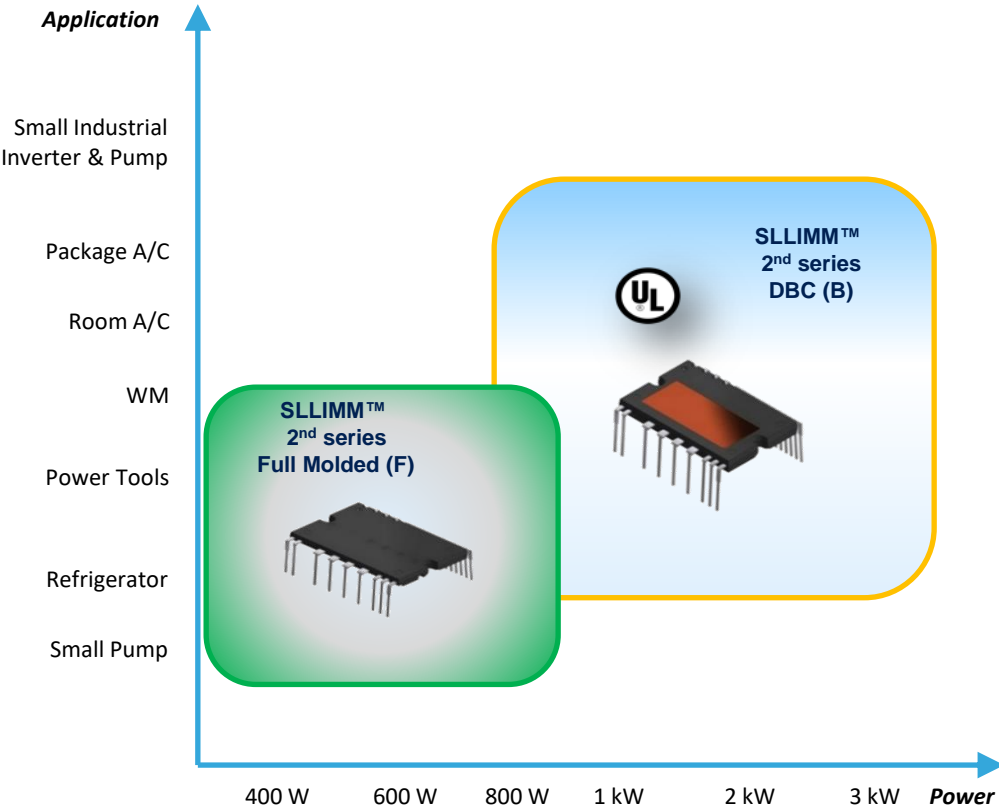 Application
Small Industrial
Inverter & Pump
Package A/C
Room A/C
WM
Power Tools
Refrigerator
Small Pump
SLLIMM™
2nd series
DBC (B)
UL
®
SLLIMM™
2nd series
Full Molded (F)
400 W
600 W
800 W
1 kW
2 kW
3 kW
Power